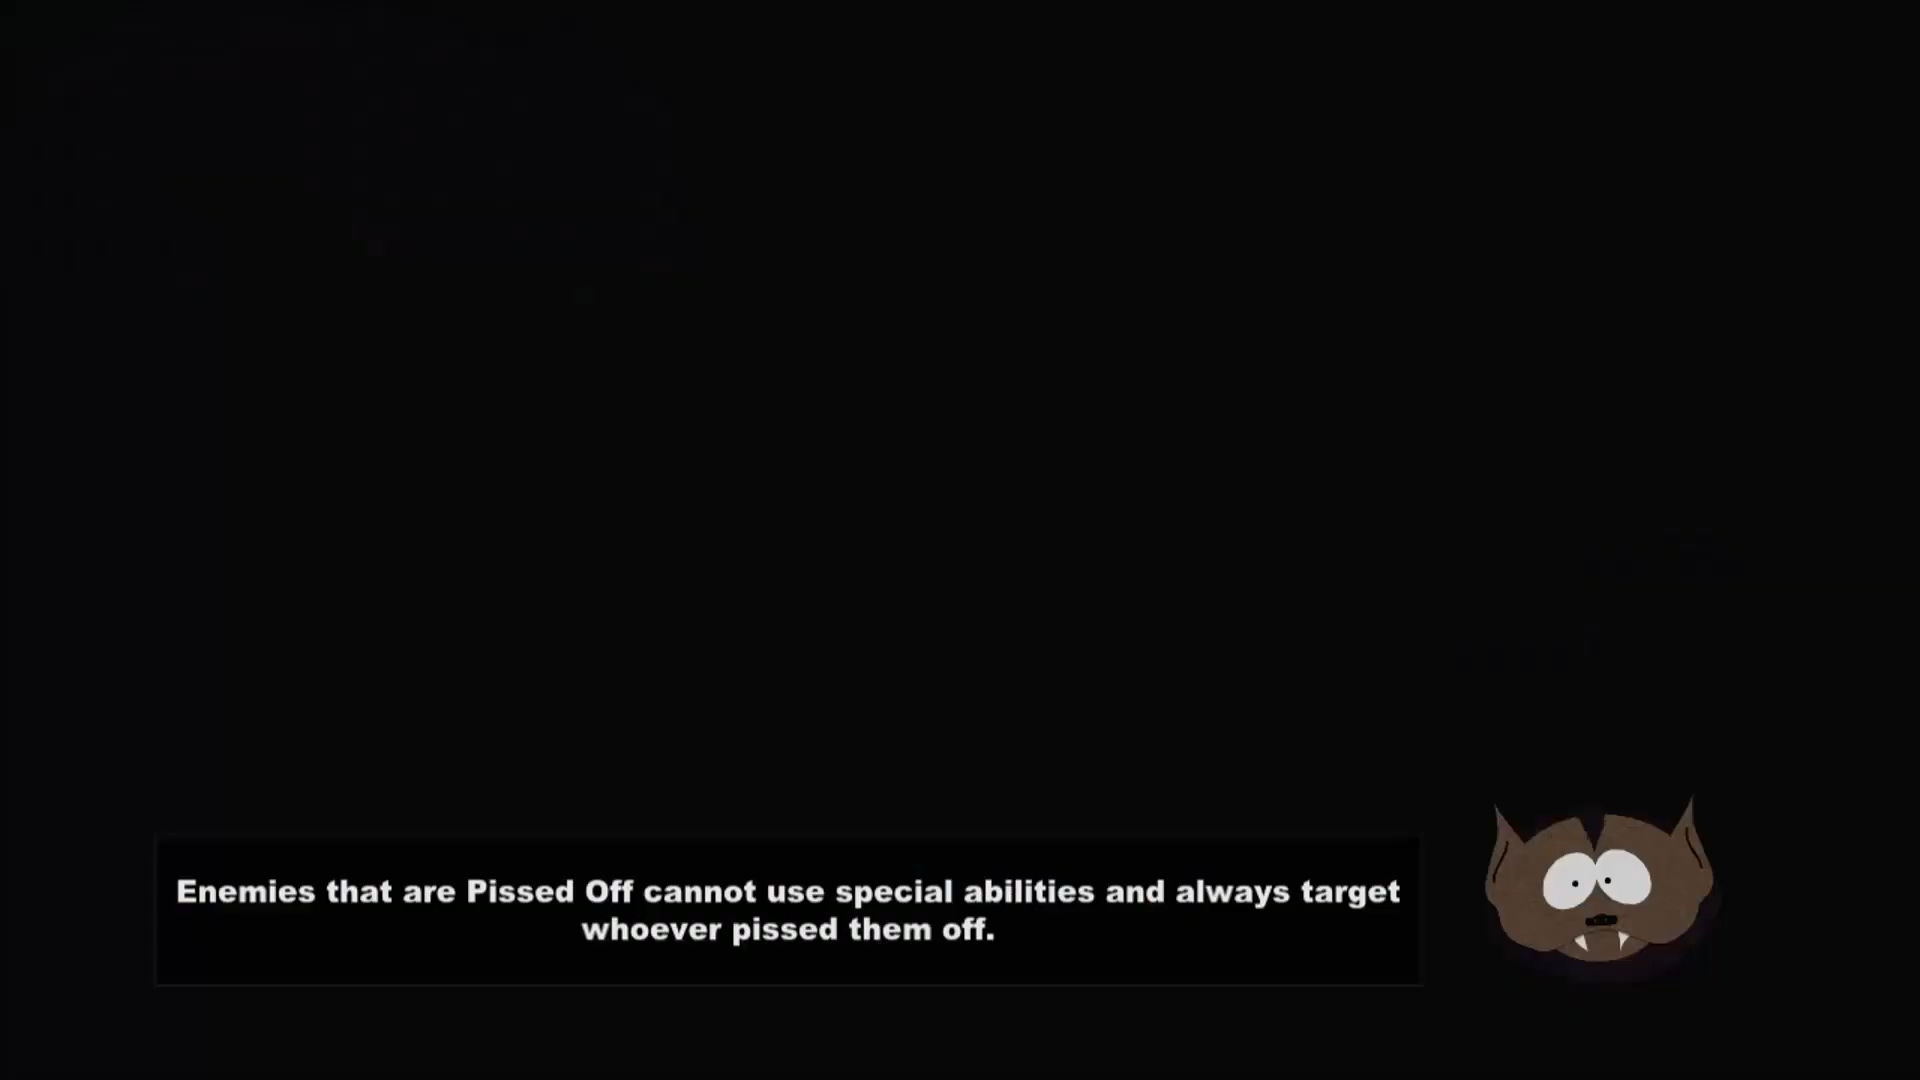 Enemies that are Pissed Off cannot use special abilities and always target
whoever pissed them off.